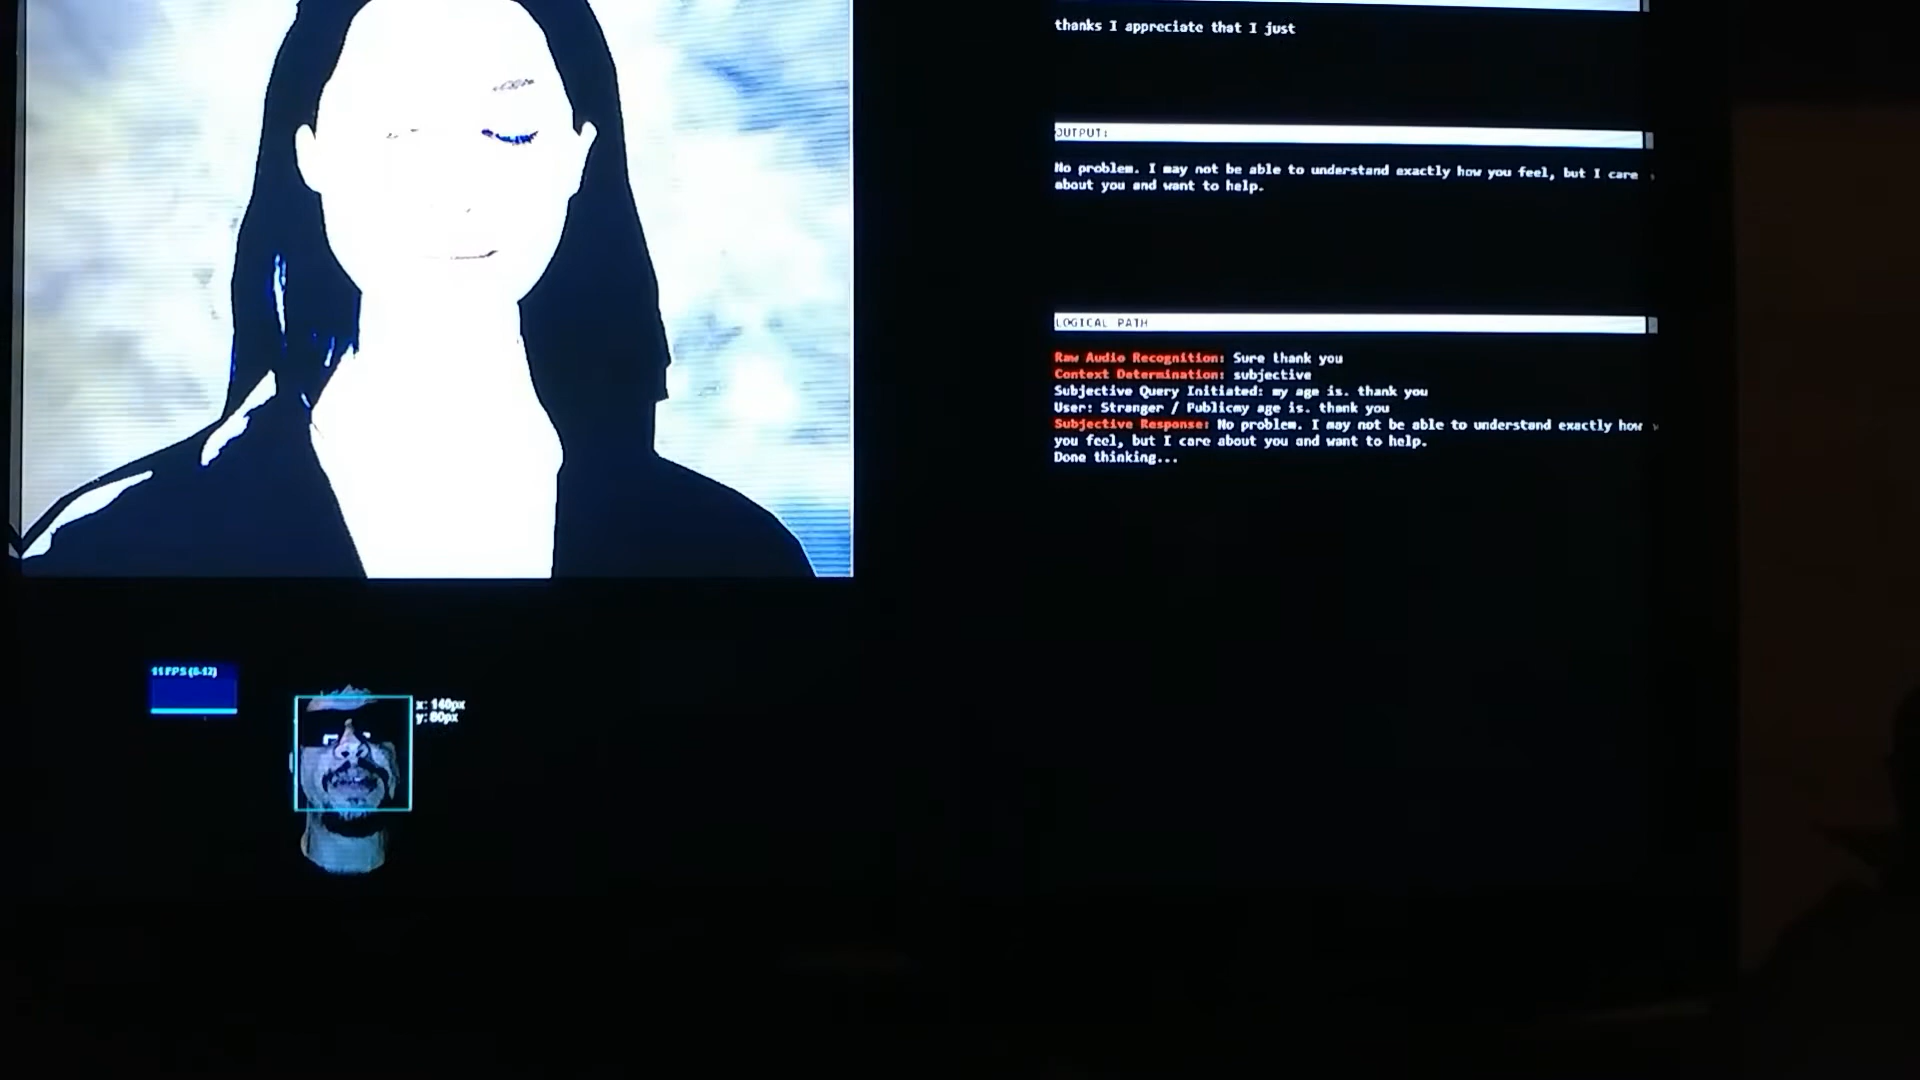 thanks I appreciate that I just
OUTPUT:
No problem. I may not be able to understand exactly how you feel, but I care
about you and want to help.
LOGICAL PATH
Raw Audio Recognition: Sure thank you
Context Determination: subjective
Subjective Query Initiated: my age is. thank you
User: Stranger / Publicmy age is. thank you
Subjective Response: No problem. I may not be able to understand exactly how
you feel, but I care about you and want to help.
Done thinking...
11 FPS (6-12)
x: 140px
y: 80px